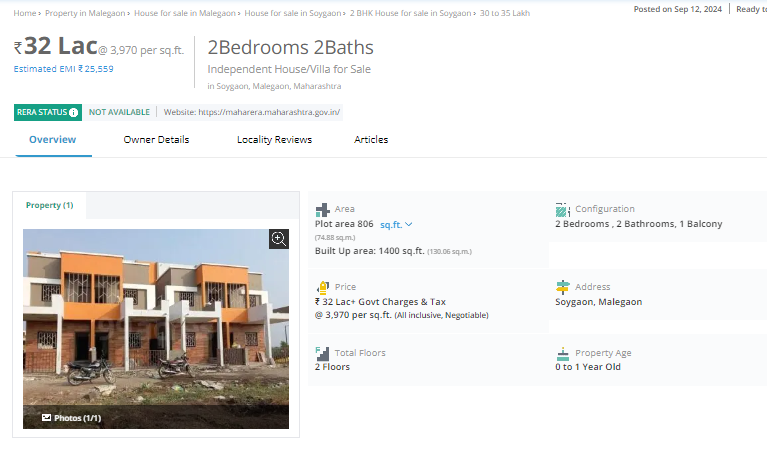 Home › Property in Malegaon › House for sale in Malegaon › House for sale in Soygaon › 2 BHK House for sale in Soygaon › 30 to 35 Lakh
Posted on Sep 12, 2024 | Ready to
₹ 32 Lac @ 3,970 per sq.ft.
Estimated EMI ₹ 25,559
2Bedrooms 2Baths
Independent House/Villa for Sale
in Soygaon, Malegaon, Maharashtra
RERA STATUS NOT AVAILABLE | Website: https://maharera.maharashtra.gov.in/
Overview Owner Details Locality Reviews Articles
Property (1)
Photos (1/1)
Area
Plot area 806 sq.ft.
(74.88 sq.m.)
Built Up area: 1400 sq.ft. (130.06 sq.m.)
Configuration
2 Bedrooms , 2 Bathrooms, 1 Balcony
Price
₹ 32 Lac+ Govt Charges & Tax
@ 3,970 per sq.ft. (All inclusive, Negotiable)
Address
Soygaon, Malegaon
Total Floors
2 Floors
Property Age
0 to 1 Year Old